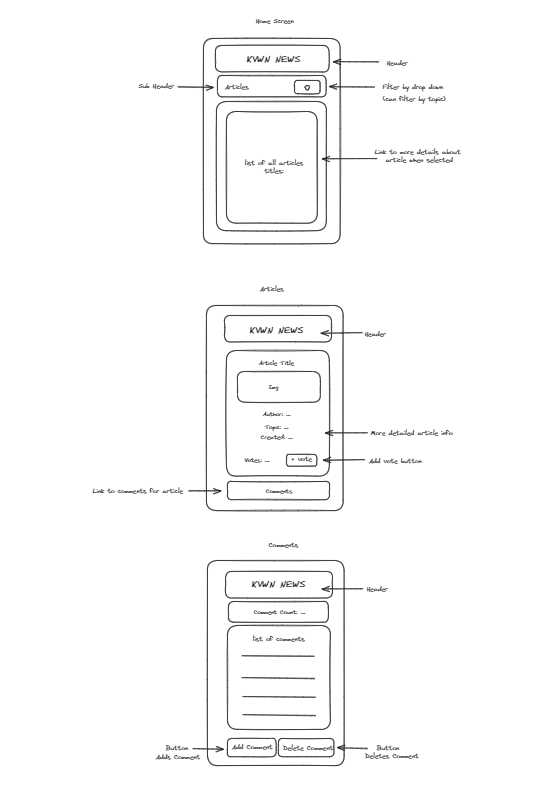 Home Screen
KVWN NEWS
Header
Sub Header
Articles
Filter by drop down
(can filter by topic)
Link to more details about
article when selected
list of all articles
titles:
Articles
KVWN NEWS
Header
Article Title
Img
Author: ...
Topic: ...
Created: ...
More detailed article info
Votes: ...
+ vote
Add vote button
Link to comments for article
Comments
Comments
KVWN NEWS
Header
Comment Count: ...
list of comments
Button
Adds Comment
Add Comment
Delete Comment
Button
Deletes Comment